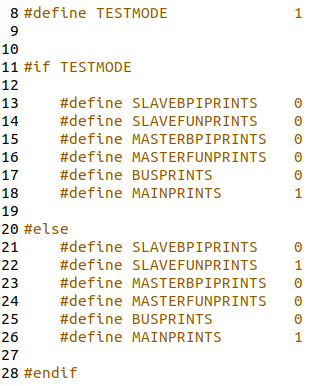 8 #define TESTMODE              1
9
10
11 #if TESTMODE
12
13     #define SLAVEBPIPRINTS    0
14     #define SLAVEFUNPRINTS    0
15     #define MASTERBPIPRINTS   0
16     #define MASTERFUNPRINTS   0
17     #define BUSPRINTS         0
18     #define MAINPRINTS        1
19
20 #else
21     #define SLAVEBPIPRINTS    0
22     #define SLAVEFUNPRINTS    1
23     #define MASTERBPIPRINTS   0
24     #define MASTERFUNPRINTS   0
25     #define BUSPRINTS         0
26     #define MAINPRINTS        1
27
28 #endif